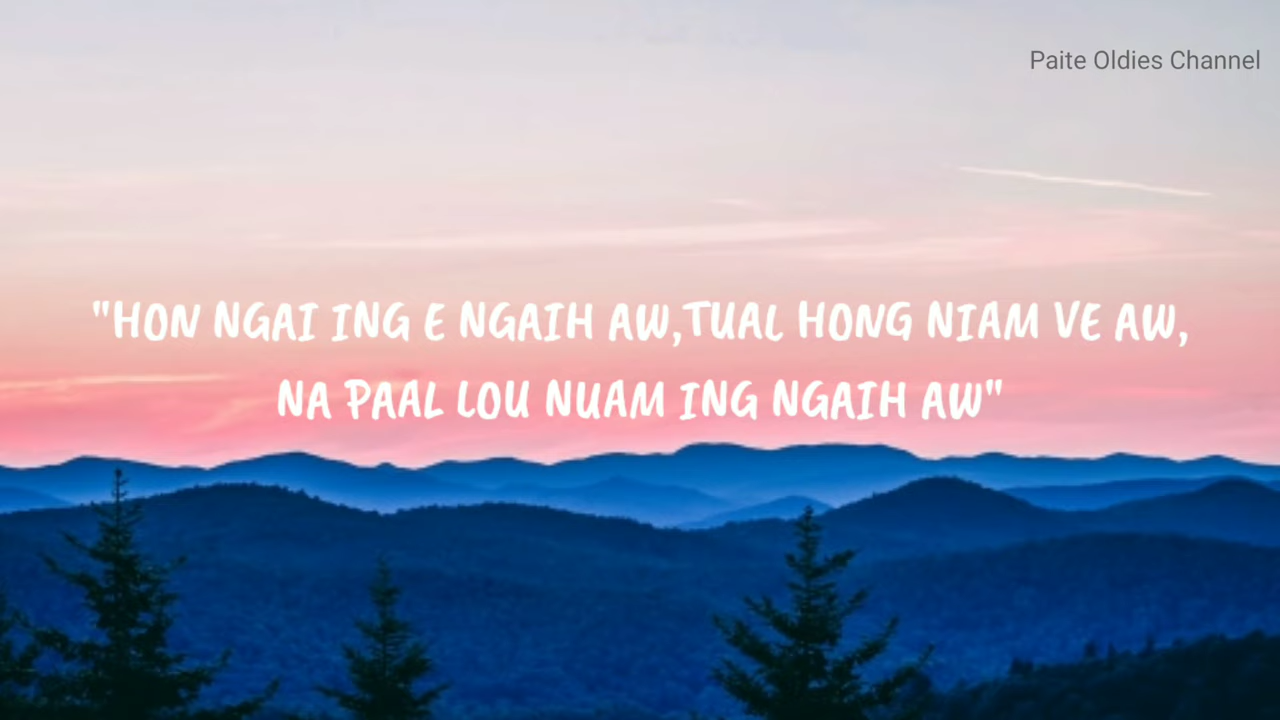 Paite Oldies Channel
"HON NGAI ING E NGAIH AW,TUAL HONG NIAM VE AW,
NA PAAL LOU NUAM ING NGAIH AW"